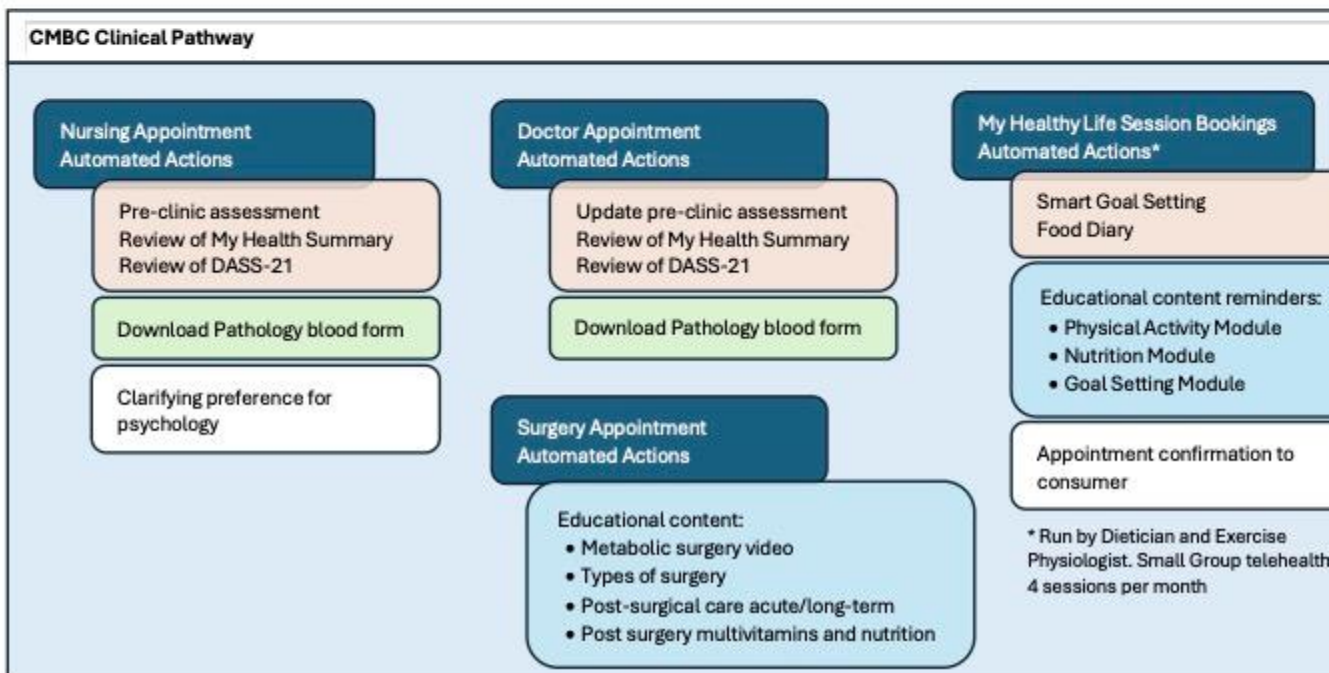 CMBC Clinical Pathway
Nursing Appointment
Automated Actions
Pre-clinic assessment
Review of My Health Summary
Review of DASS-21
Download Pathology blood form
Clarifying preference for
psychology
Doctor Appointment
Automated Actions
Update pre-clinic assessment
Review of My Health Summary
Review of DASS-21
Download Pathology blood form
Surgery Appointment
Automated Actions
Educational content:
• Metabolic surgery video
• Types of surgery
• Post-surgical care acute/long-term
• Post surgery multivitamins and nutrition
My Healthy Life Session Bookings
Automated Actions*
Smart Goal Setting
Food Diary
Educational content reminders:
• Physical Activity Module
• Nutrition Module
• Goal Setting Module
Appointment confirmation to
consumer
* Run by Dietician and Exercise
Physiologist. Small Group telehealth
4 sessions per month